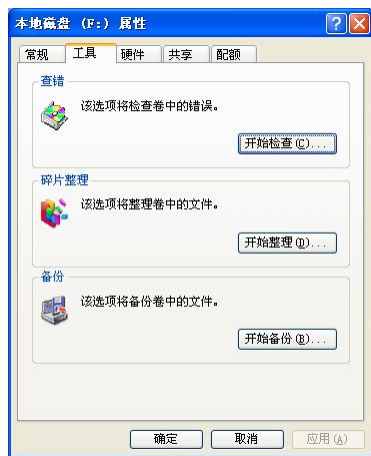 本地磁盘 (F:) 属性
常规 工具 硬件 共享 配额
查错
该选项将检查卷中的错误。
开始检查(C)...
碎片整理
该选项将整理卷中的文件。
开始整理(D)...
备份
该选项将备份卷中的文件。
开始备份(B)...
确定 取消 应用(A)